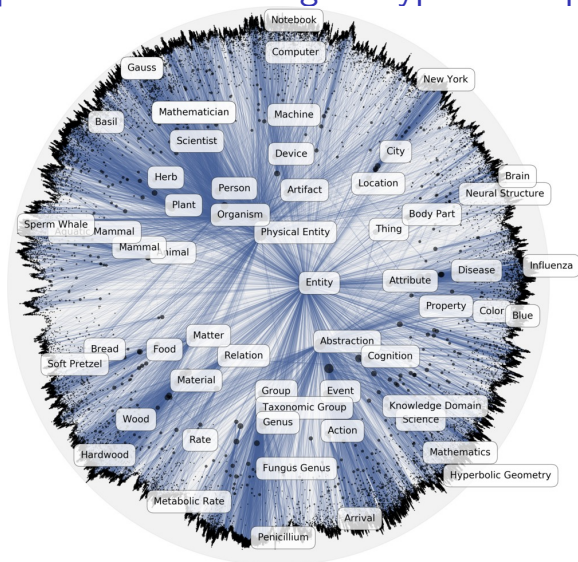 Notebook
Computer
Gauss
New York
Basil
Mathematician
Machine
Scientist
Device
City
Herb
Person
Artifact
Location
Brain
Neural Structure
Plant
Organism
Body Part
Sperm Whale
Mammal
Physical Entity
Thing
Mammal
Animal
Entity
Attribute
Disease
Influenza
Property
Color
Blue
Matter
Abstraction
Bread
Food
Relation
Cognition
Soft Pretzel
Material
Group
Event
Taxonomic Group
Knowledge Domain
Wood
Genus
Science
Action
Rate
Hardwood
Mathematics
Fungus Genus
Hyperbolic Geometry
Metabolic Rate
Arrival
Penicillium